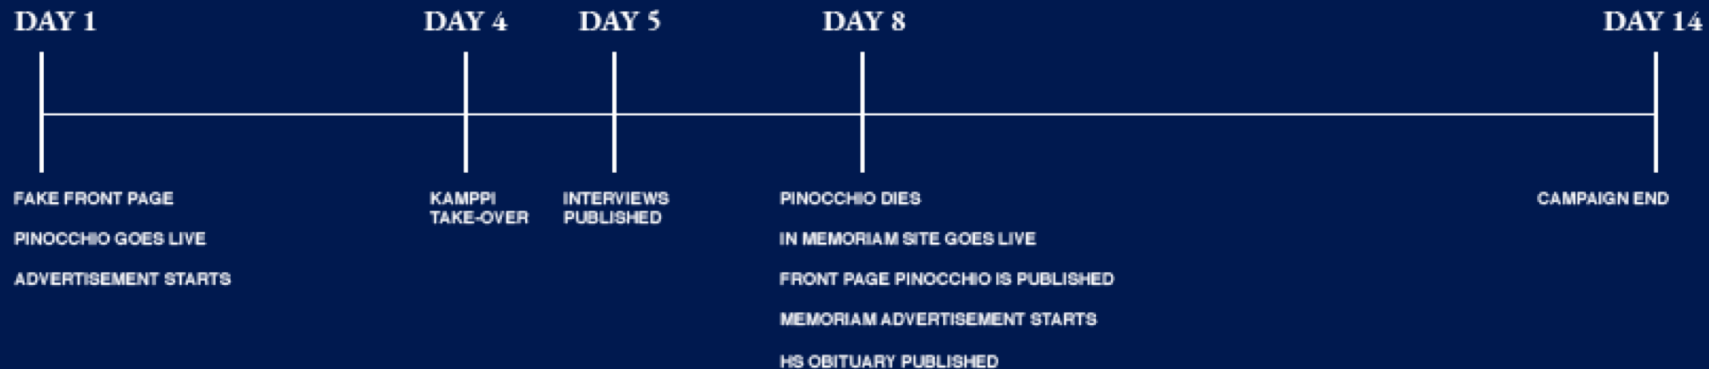 DAY 1
DAY 4
DAY 5
DAY 8
DAY 14
FAKE FRONT PAGE
PINOCCHIO GOES LIVE
ADVERTISEMENT STARTS
KAMPPI
TAKE-OVER
INTERVIEWS
PUBLISHED
PINOCCHIO DIES
IN MEMORIAM SITE GOES LIVE
FRONT PAGE PINOCCHIO IS PUBLISHED
MEMORIAM ADVERTISEMENT STARTS
HS OBITUARY PUBLISHED
CAMPAIGN END